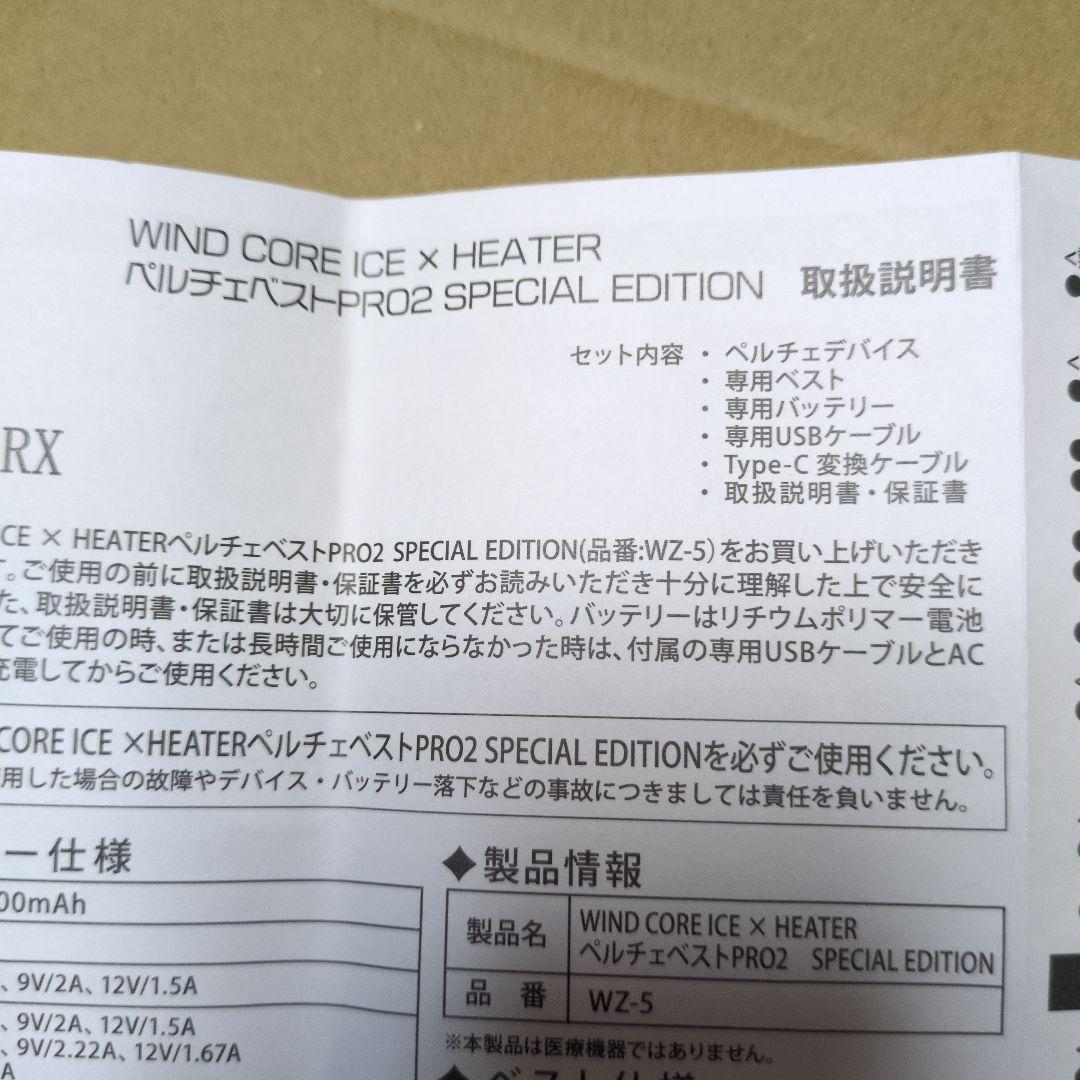 WIND CORE ICE × HEATER
ペルチェベストPRO2 SPECIAL EDITION 取扱説明書
セット内容 ・ ペルチェデバイス
・ 専用ベスト
・ 専用バッテリー
・ 専用USBケーブル
・ Type-C 変換ケーブル
・ 取扱説明書・保証書
RX
CE × HEATERペルチェベストPRO2 SPECIAL EDITION(品番:WZ-5)をお買い上げいただき
。ご使用の前に取扱説明書・保証書を必ずお読みいただき十分に理解した上で安全に
た、取扱説明書・保証書は大切に保管してください。バッテリーはリチウムポリマー電池
てご使用の時、または長時間ご使用にならなかった時は、付属の専用USBケーブルとAC
充電してからご使用ください。
CORE ICE ×HEATERペルチェベストPRO2 SPECIAL EDITIONを必ずご使用ください。
用した場合の故障やデバイス・バッテリー落下などの事故につきましては責任を負いません。
ー仕様
00mAh
、9V/2A、12V/1.5A
、9V/2A、12V/1.5A
、9V/2.22A、12V/1.67A
A
◆製品情報
製品名 WIND CORE ICE × HEATER
ペルチェベストPRO2 SPECIAL EDITION
品 番 WZ-5
※本製品は医療機器ではありません。
◆ベスト仕様